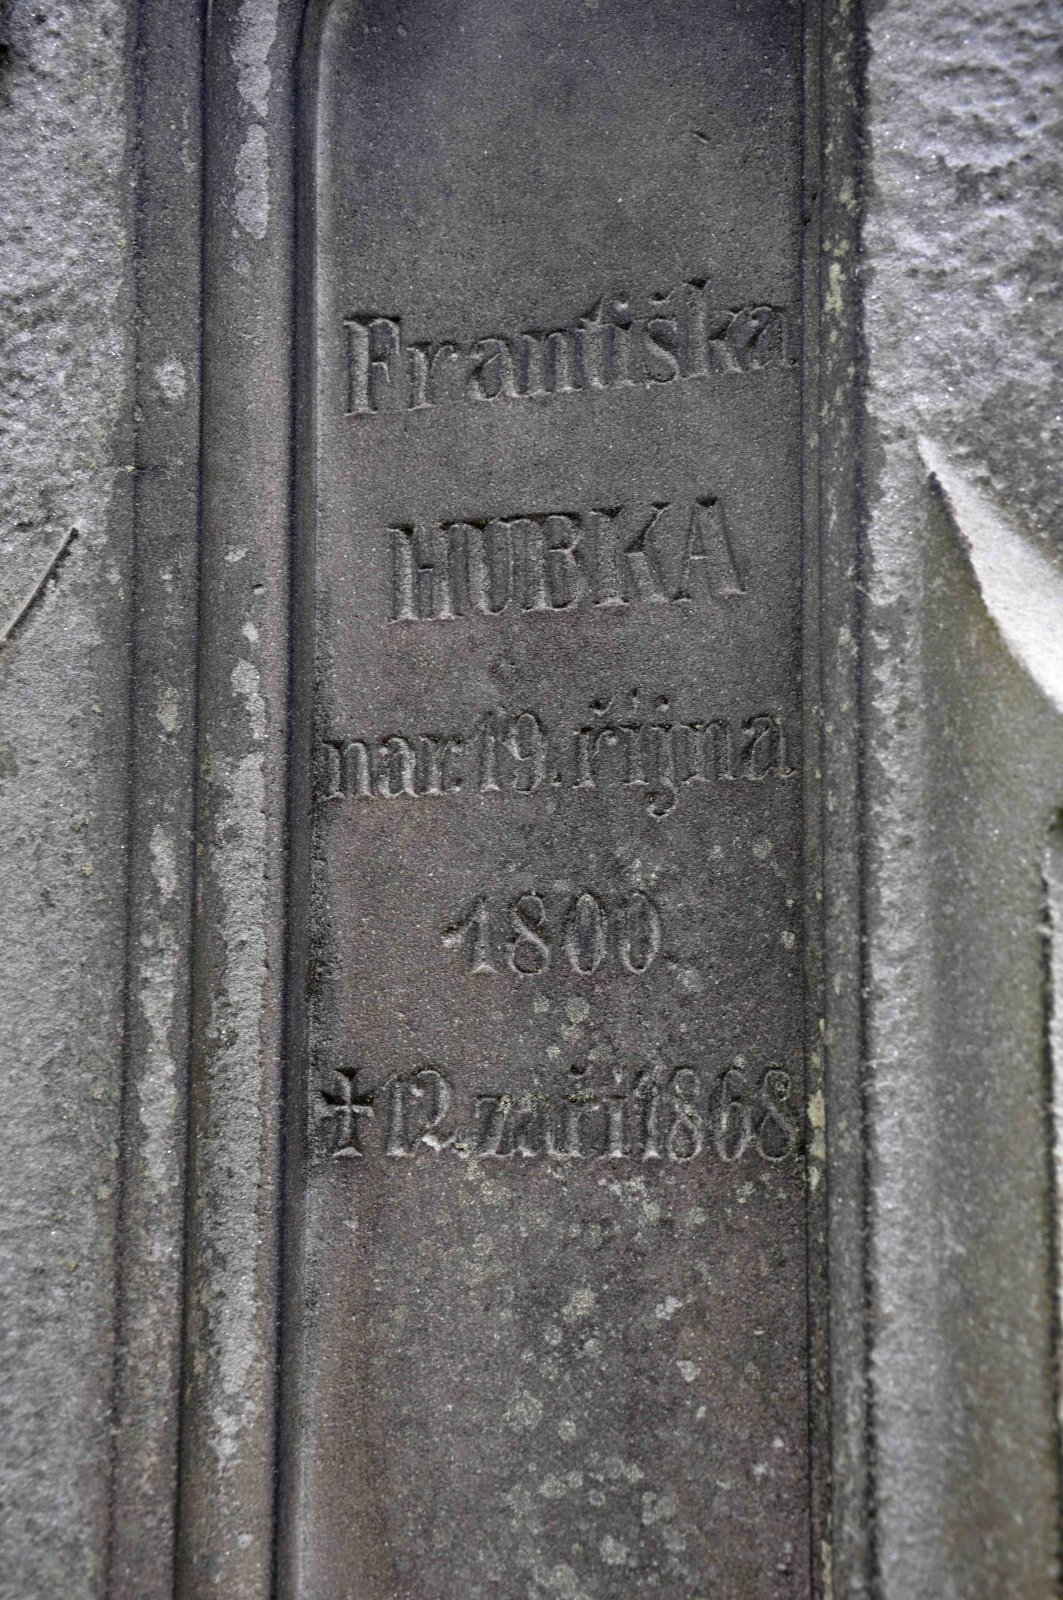 Františka
HUBKA
nar. 19. října
1800
✝ 12. září 1868